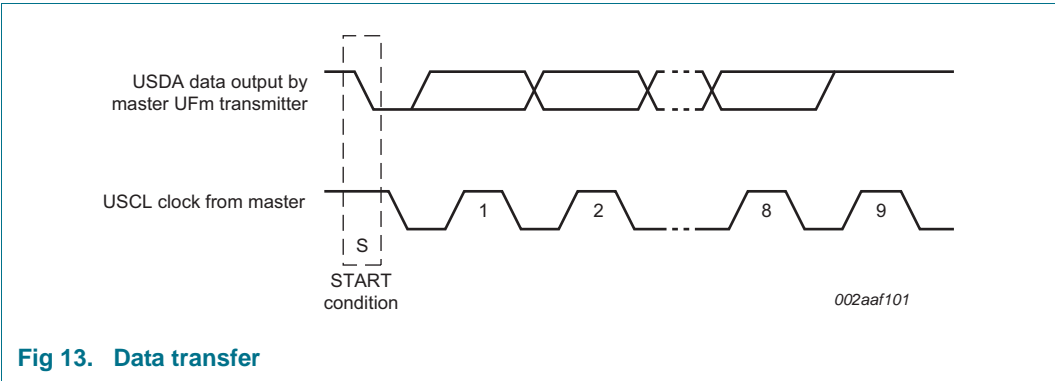 USDA data output by
master UFm transmitter
USCL clock from master
1
2
8
9
S
START
condition
002aaf101
Fig 13. Data transfer